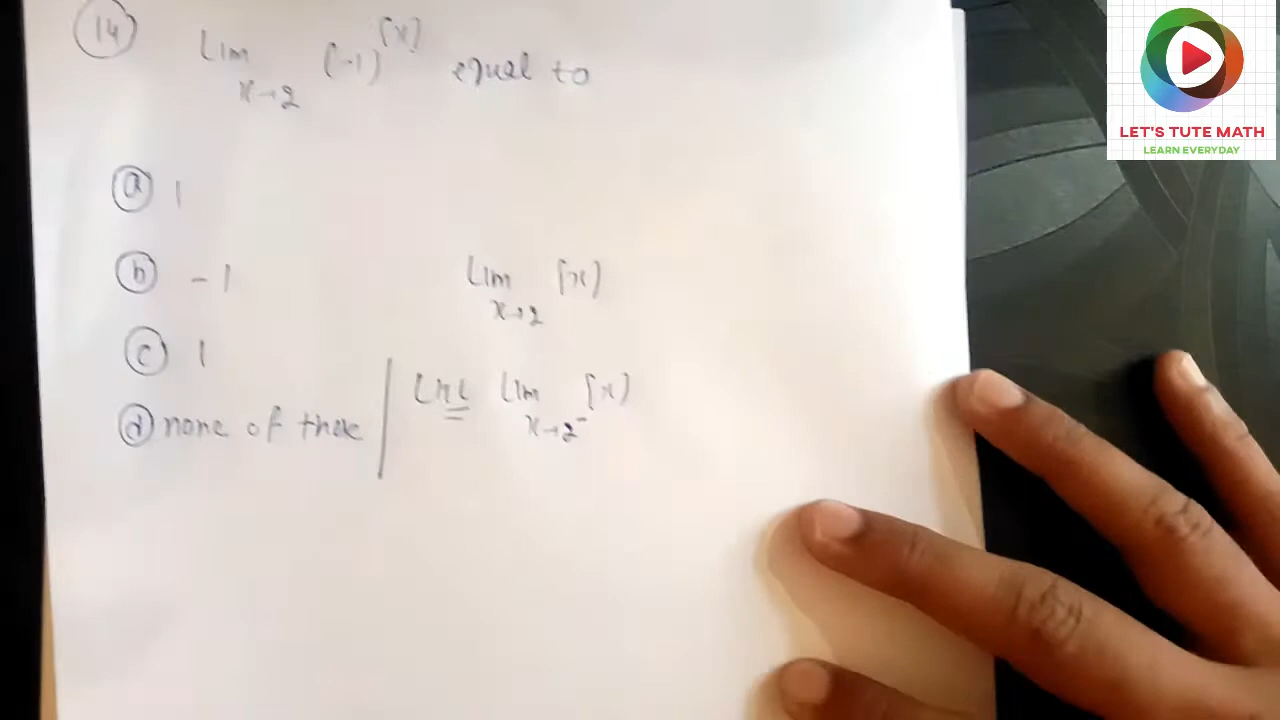 14 Lim (-1)^[x] equal to
x→2
a 1
b -1
c 1
d none of these
Lim [x]
x→2
LHL Lim [x]
x→2⁻
LET'S TUTE MATH
LEARN EVERYDAY